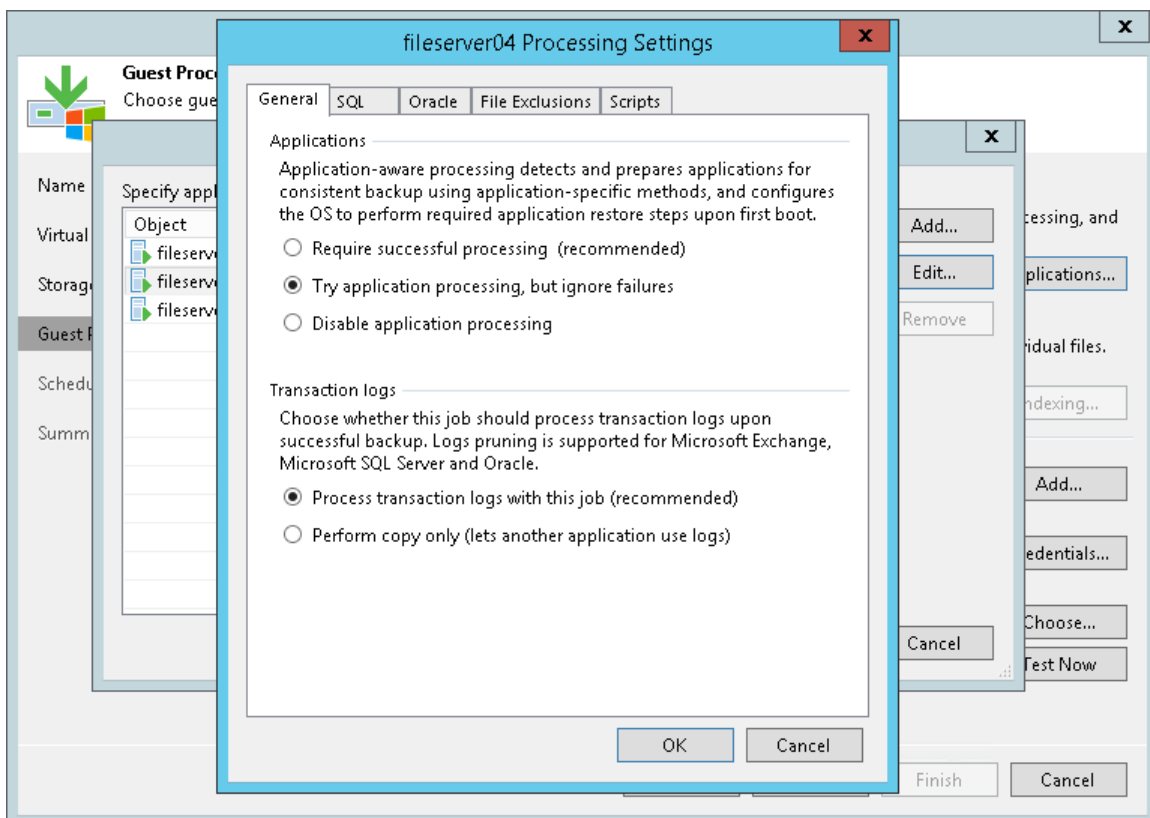 fileserver04 Processing Settings
x
x
Guest Proc
Choose gue
General
SQL
Oracle
File Exclusions
Scripts
Applications
Application-aware processing detects and prepares applications for
consistent backup using application-specific methods, and configures
the OS to perform required application restore steps upon first boot.
Require successful processing (recommended)
Try application processing, but ignore failures
Disable application processing
Transaction logs
Choose whether this job should process transaction logs upon
successful backup. Logs pruning is supported for Microsoft Exchange,
Microsoft SQL Server and Oracle.
Process transaction logs with this job (recommended)
Perform copy only (lets another application use logs)
OK
Cancel
Name
Virtual
Storag
Guest P
Schedu
Summ
Specify appl
Object
fileserv
fileserv
fileserv
x
Add...
Edit...
Remove
Cancel
cessing, and
plications...
vidual files.
ndexing...
Add...
edentials...
Choose...
Test Now
Finish
Cancel